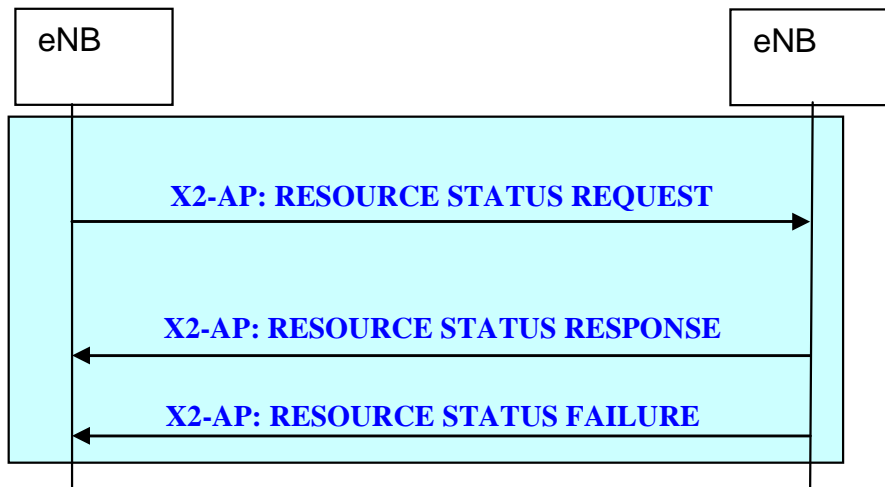 eNB
eNB
X2-AP: RESOURCE STATUS REQUEST
X2-AP: RESOURCE STATUS RESPONSE
X2-AP: RESOURCE STATUS FAILURE